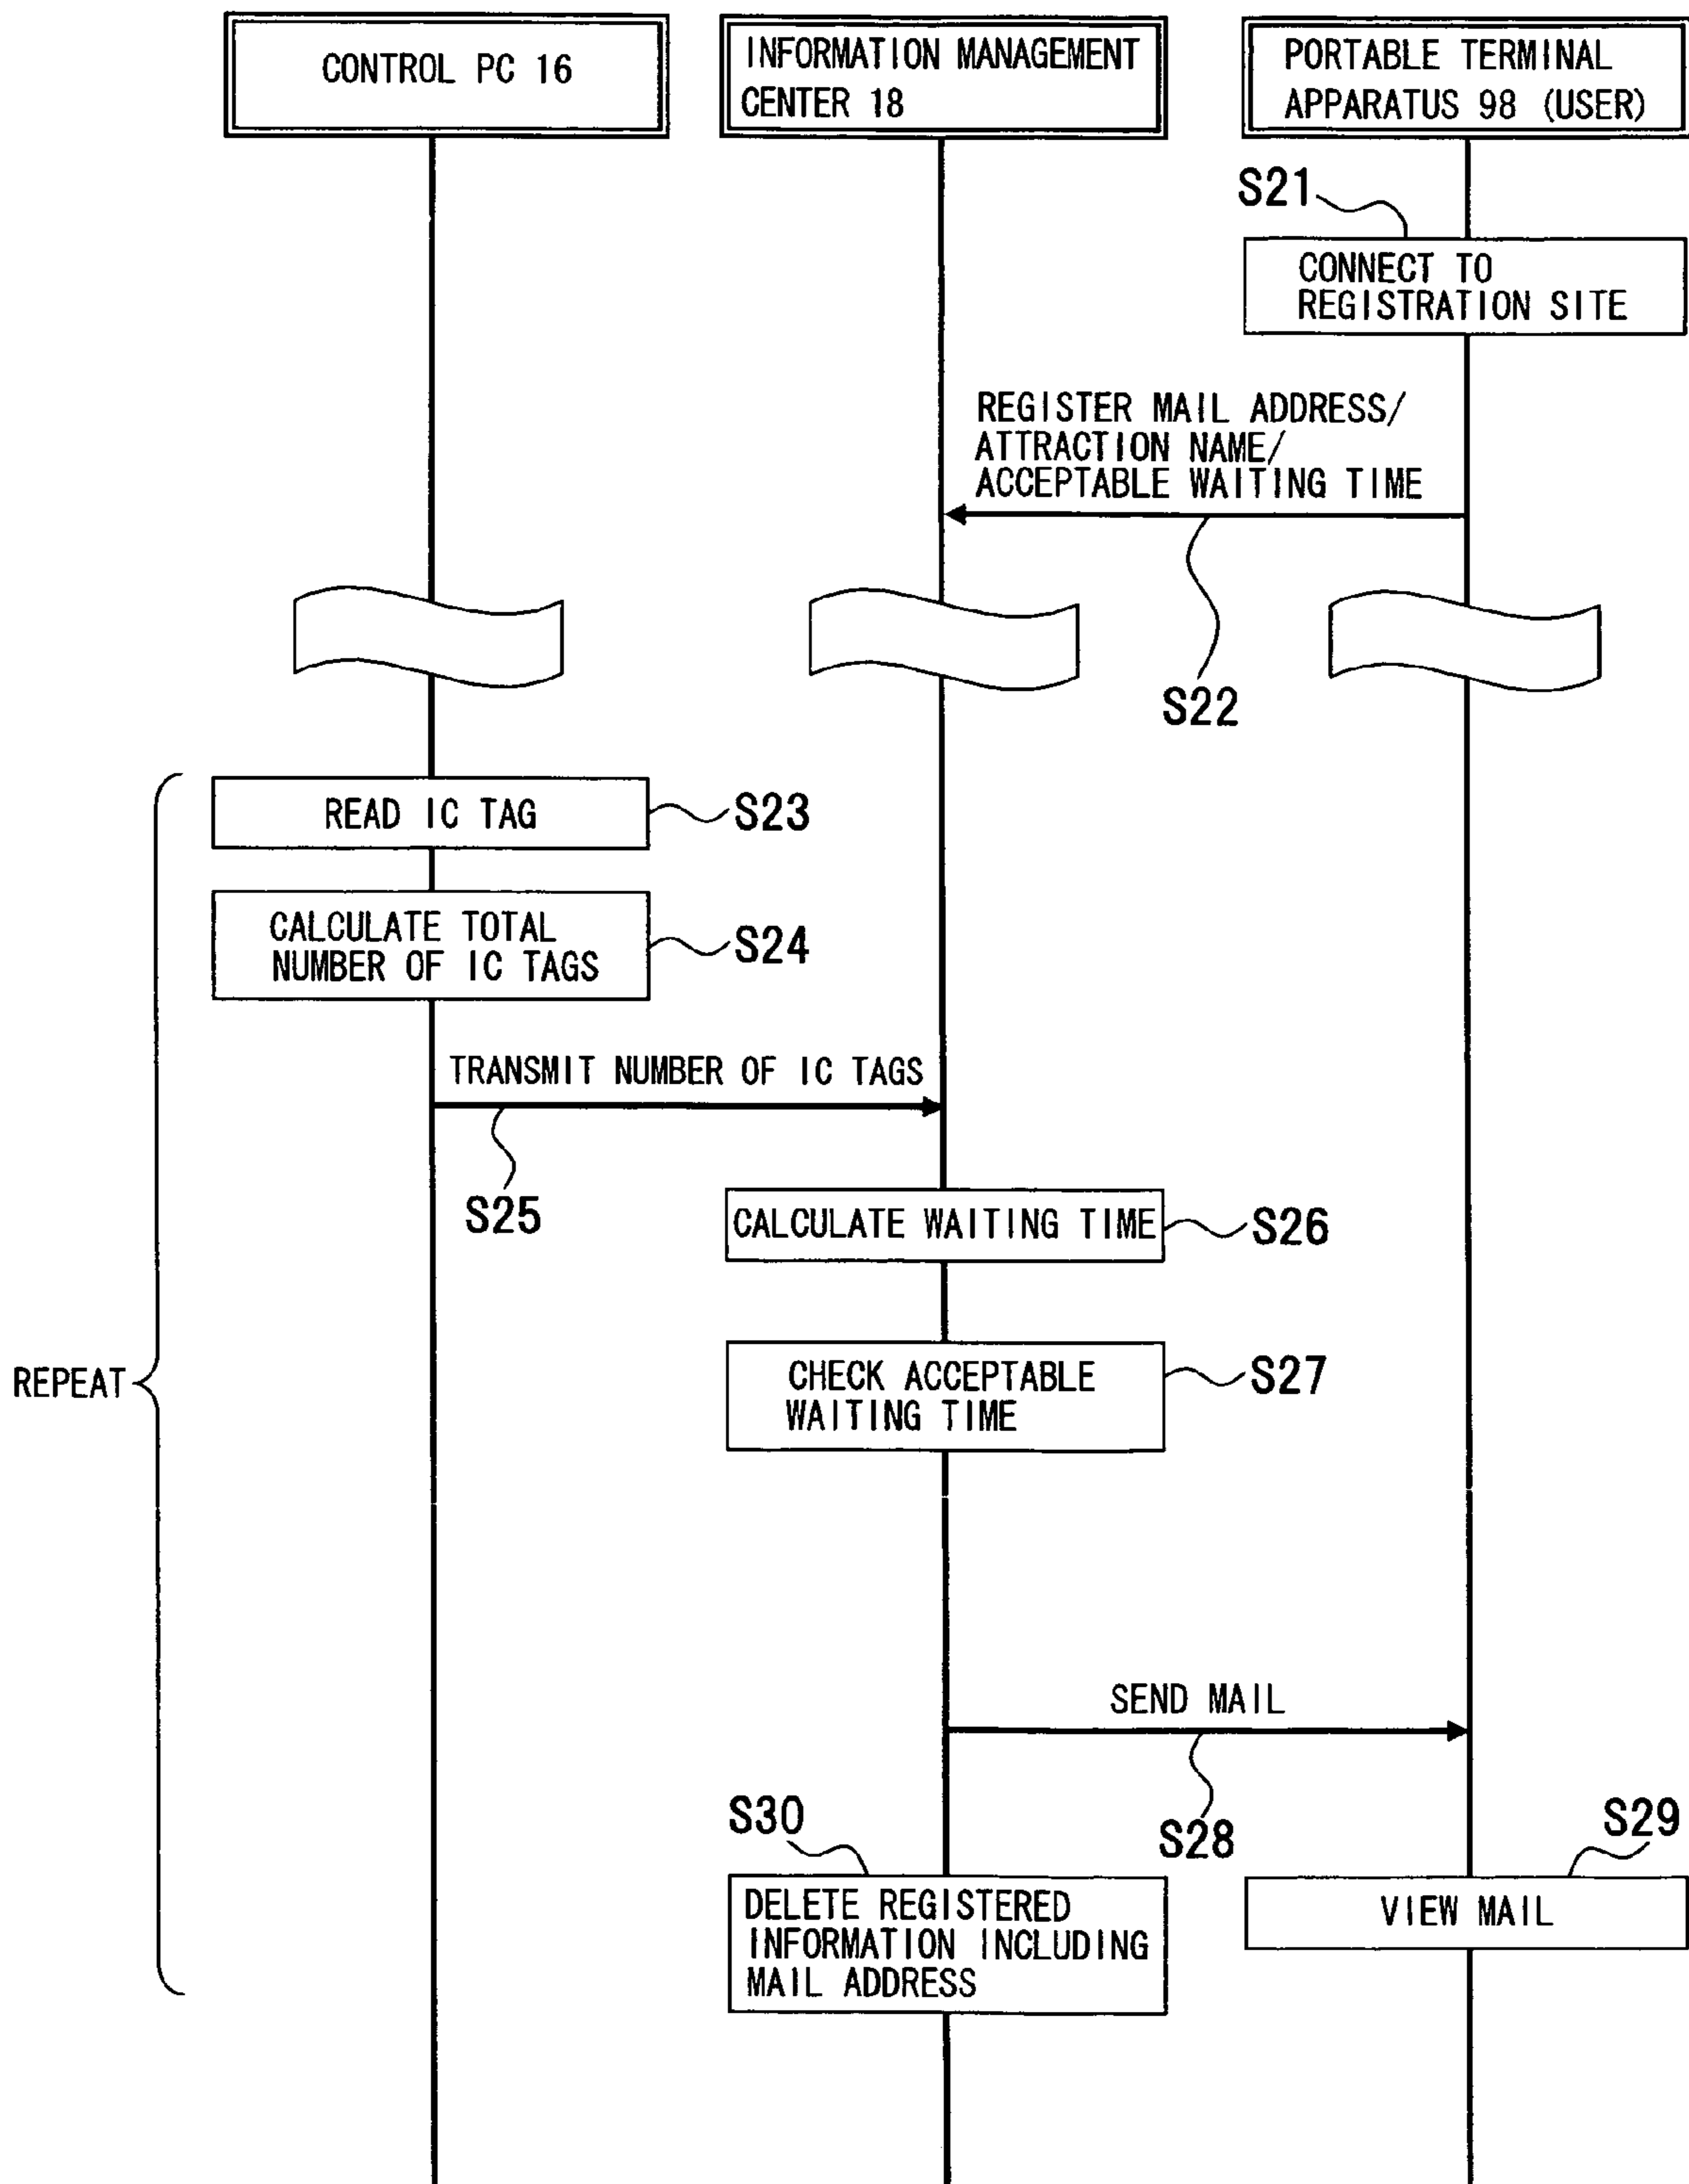 CONTROL PC 16
INFORMATION MANAGEMENT
CENTER 18
PORTABLE TERMINAL
APPARATUS 98 (USER)
S21
CONNECT TO
REGISTRATION SITE
REGISTER MAIL ADDRESS/
ATTRACTION NAME/
ACCEPTABLE WAITING TIME
S22
READ IC TAG
S23
CALCULATE TOTAL
NUMBER OF IC TAGS
S24
TRANSMIT NUMBER OF IC TAGS
S25
CALCULATE WAITING TIME
S26
REPEAT
CHECK ACCEPTABLE
WAITING TIME
S27
SEND MAIL
S28
S30
S29
DELETE REGISTERED
INFORMATION INCLUDING
MAIL ADDRESS
VIEW MAIL